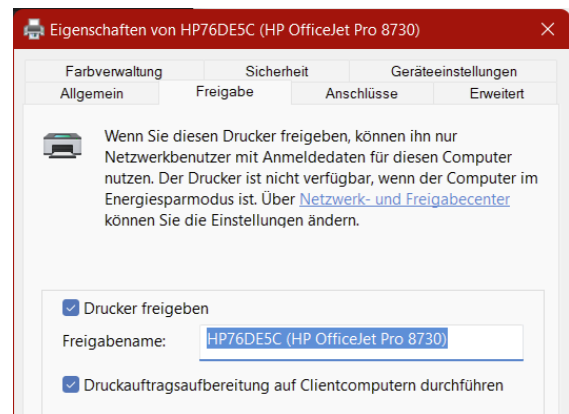 Eigenschaften von HP76DE5C (HP OfficeJet Pro 8730)
Farbverwaltung Sicherheit Geräteeinstellungen
Allgemein Freigabe Anschlüsse Erweitert
Wenn Sie diesen Drucker freigeben, können ihn nur
Netzwerkbenutzer mit Anmeldedaten für diesen Computer
nutzen. Der Drucker ist nicht verfügbar, wenn der Computer im
Energiesparmodus ist. Über Netzwerk- und Freigabecenter
können Sie die Einstellungen ändern.
Drucker freigeben
Freigabename: HP76DE5C (HP OfficeJet Pro 8730)
Druckauftragsaufbereitung auf Clientcomputern durchführen